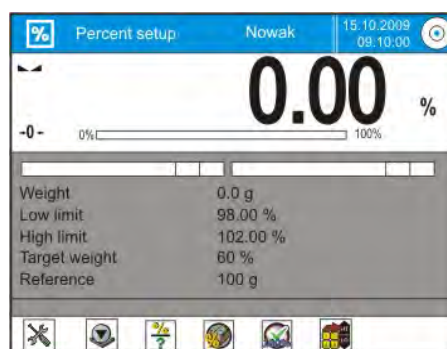 % Percent setup Nowak 15.10.2009
09.10:00
0.00 %
-0- 0% 100%
Weight 0.0 g
Low limit 98.00 %
High limit 102.00 %
Target weight 60 %
Reference 100 g
%
?